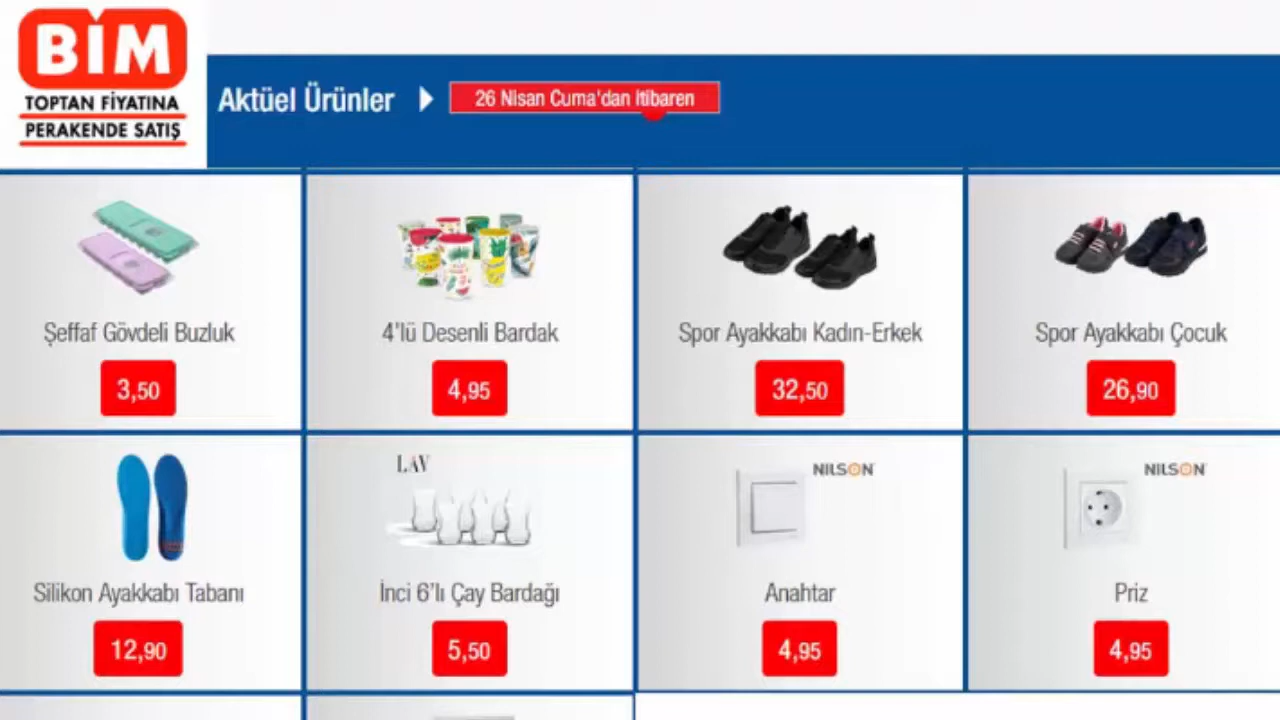 BİM
TOPTAN FİYATINA
PERAKENDE SATIŞ
Aktüel Ürünler
26 Nisan Cuma'dan Itibaren
Şeffaf Gövdeli Buzluk
3,50
4'lü Desenli Bardak
4,95
Spor Ayakkabı Kadın-Erkek
32,50
Spor Ayakkabı Çocuk
26,90
Silikon Ayakkabı Tabanı
12,90
LAV
İnci 6'lı Çay Bardağı
5,50
NILSON
Anahtar
4,95
NILSON
Priz
4,95